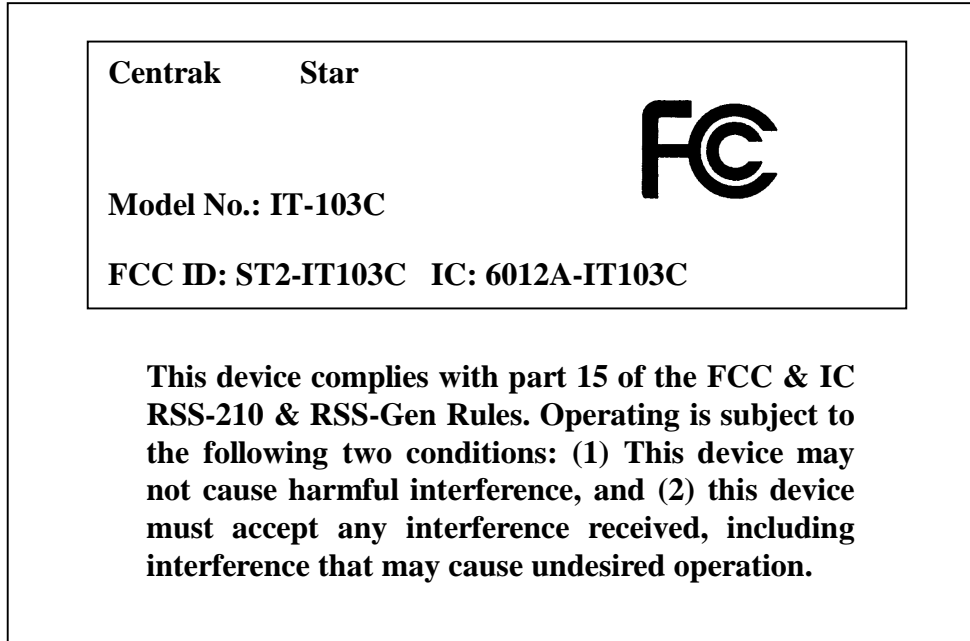 Centrak Star
FCC
Model No.: IT-103C
FCC ID: ST2-IT103C IC: 6012A-IT103C
This device complies with part 15 of the FCC & IC
RSS-210 & RSS-Gen Rules. Operating is subject to
the following two conditions: (1) This device may
not cause harmful interference, and (2) this device
must accept any interference received, including
interference that may cause undesired operation.